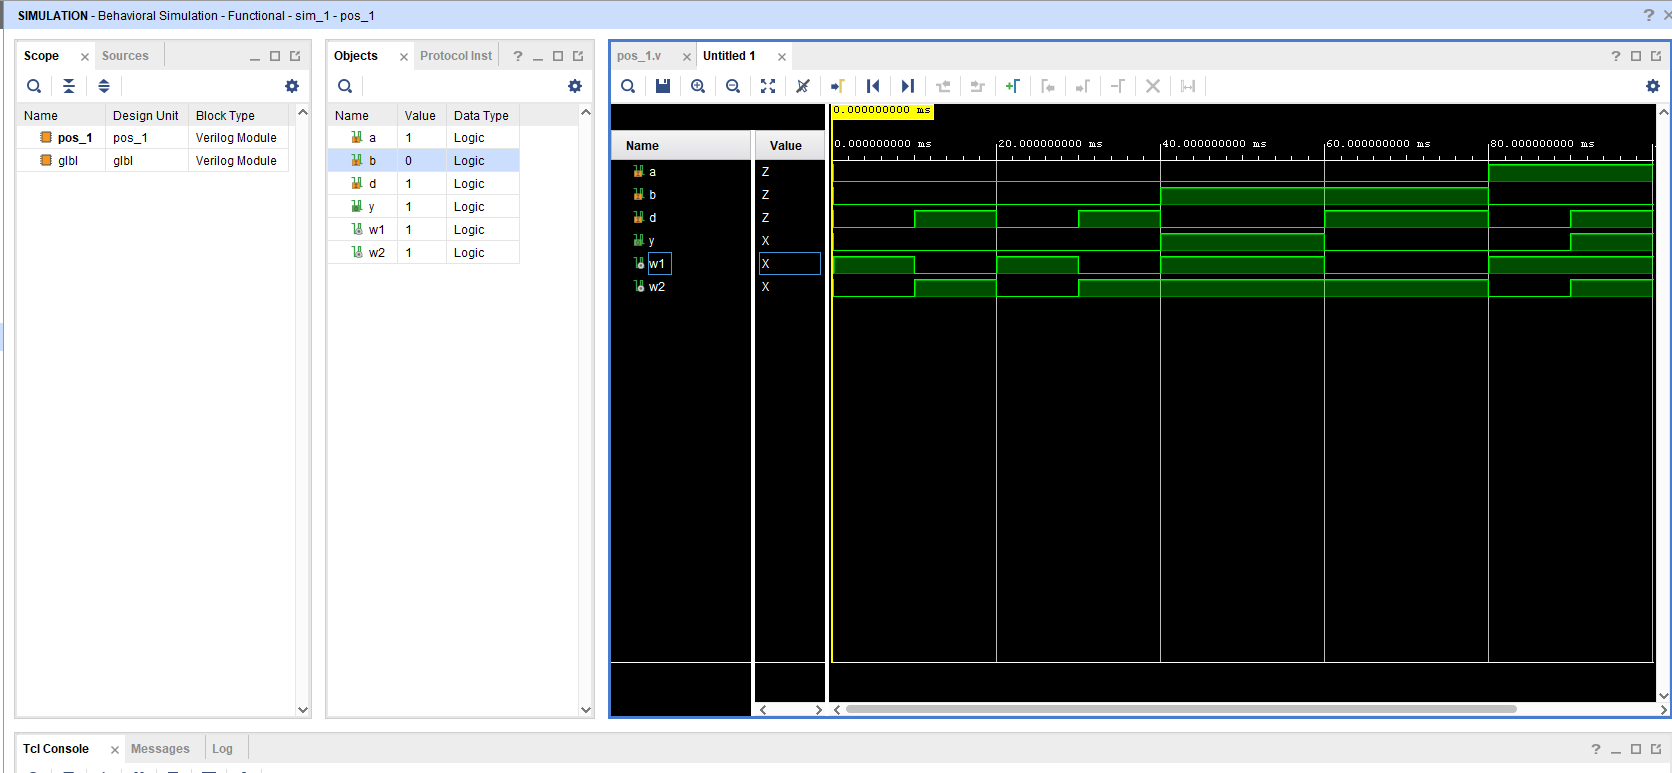 SIMULATION - Behavioral Simulation - Functional - sim_1 - pos_1
Scope
Sources
Name Design Unit Block Type
pos_1 pos_1 Verilog Module
glbl glbl Verilog Module
Objects
Protocol Inst
Name Value Data Type
a 1 Logic
b 0 Logic
d 1 Logic
y 1 Logic
w1 1 Logic
w2 1 Logic
pos_1.v
Untitled 1
0.000000000 ms
Name Value
0.000000000 ms 20.000000000 ms 40.000000000 ms 60.000000000 ms 80.000000000 ms
a Z
b Z
d Z
y X
w1 X
w2 X
Tcl Console
Messages
Log